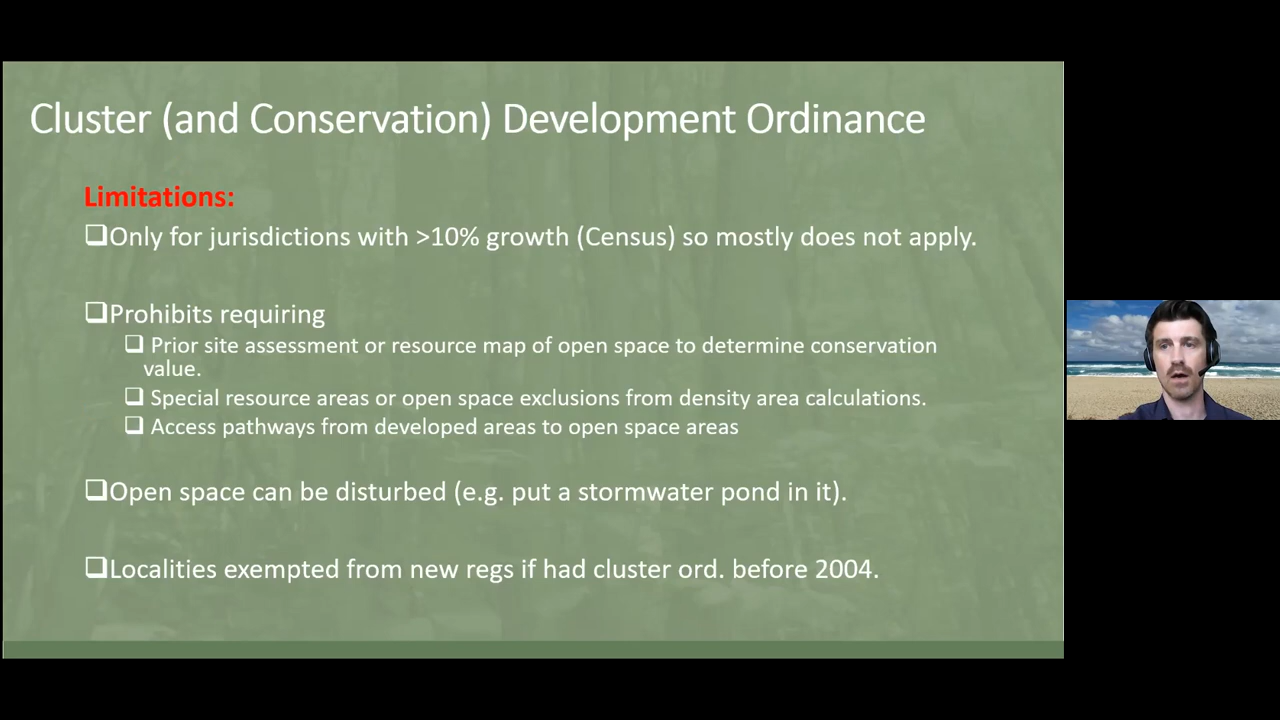 Cluster (and Conservation) Development Ordinance
Limitations:
❑Only for jurisdictions with >10% growth (Census) so mostly does not apply.
❑Prohibits requiring
❑ Prior site assessment or resource map of open space to determine conservation
value.
❑ Special resource areas or open space exclusions from density area calculations.
❑ Access pathways from developed areas to open space areas
❑Open space can be disturbed (e.g. put a stormwater pond in it).
❑Localities exempted from new regs if had cluster ord. before 2004.